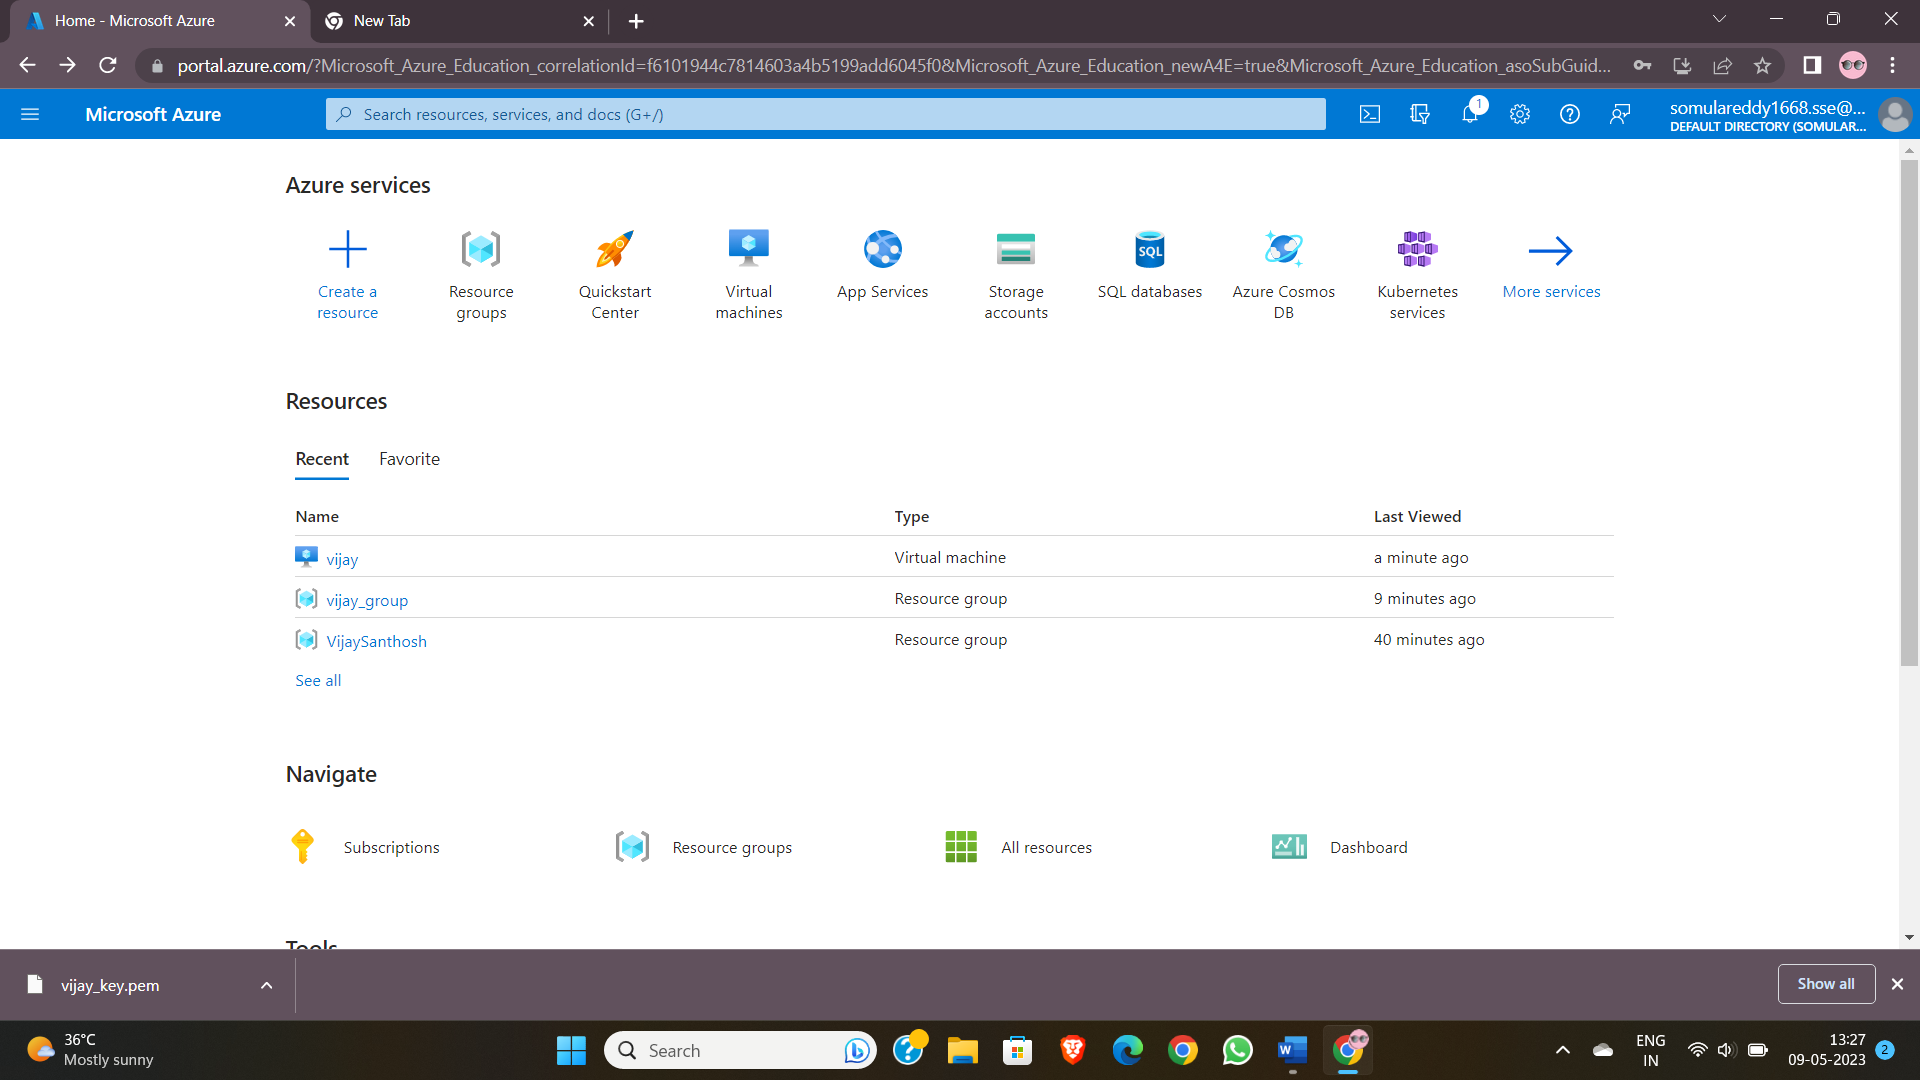 Home - Microsoft Azure
New Tab
portal.azure.com/?Microsoft_Azure_Education_correlationId=f6101944c7814603a4b5199add6045f0&Microsoft_Azure_Education_newA4E=true&Microsoft_Azure_Education_asoSubGuid...
Microsoft Azure
Search resources, services, and docs (G+/)
1
somulareddy1668.sse@...
DEFAULT DIRECTORY (SOMULAR...
Azure services
Create a resource
Resource groups
Quickstart Center
Virtual machines
App Services
Storage accounts
SQL
SQL databases
Azure Cosmos DB
Kubernetes services
More services
Resources
Recent Favorite
Name Type Last Viewed
vijay Virtual machine a minute ago
vijay_group Resource group 9 minutes ago
VijaySanthosh Resource group 40 minutes ago
See all
Navigate
Subscriptions Resource groups All resources Dashboard
Tools
vijay_key.pem
Show all
36°C
Mostly sunny
Search
W
ENG
IN
13:27
09-05-2023
2